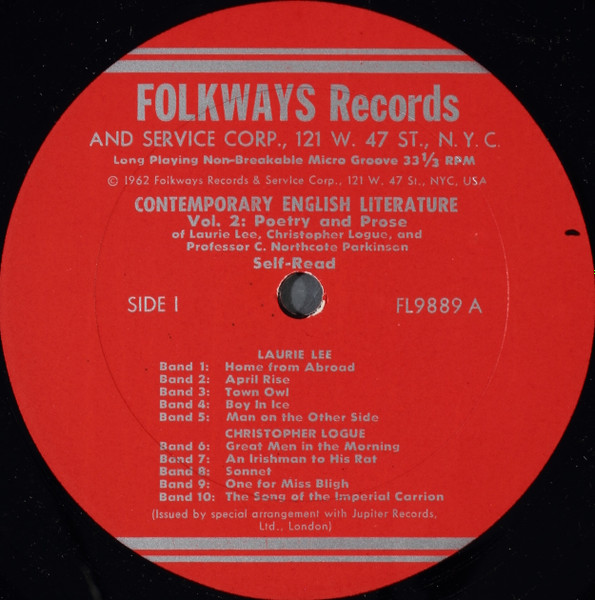 FOLKWAYS Records
AND SERVICE CORP., 121 W. 47 ST., N.Y.C.
Long Playing Non-Breakable Micro Groove 33 1/3 RPM
© 1962 Folkways Records & Service Corp., 121 W. 47 St., NYC, USA
CONTEMPORARY ENGLISH LITERATURE
Vol. 2: Poetry and Prose
of Laurie Lee, Christopher Logue, and
Professor C. Northcote Parkinson
Self-Read
SIDE I
FL9889 A
LAURIE LEE
Band 1: Home from Abroad
Band 2: April Rise
Band 3: Town Owl
Band 4: Boy In Ice
Band 5: Man on the Other Side
CHRISTOPHER LOGUE
Band 6: Great Men in the Morning
Band 7: An Irishman to His Rat
Band 8: Sonnet
Band 9: One for Miss Bligh
Band 10: The Song of the Imperial Carrion
(Issued by special arrangement with Jupiter Records,
Ltd., London)